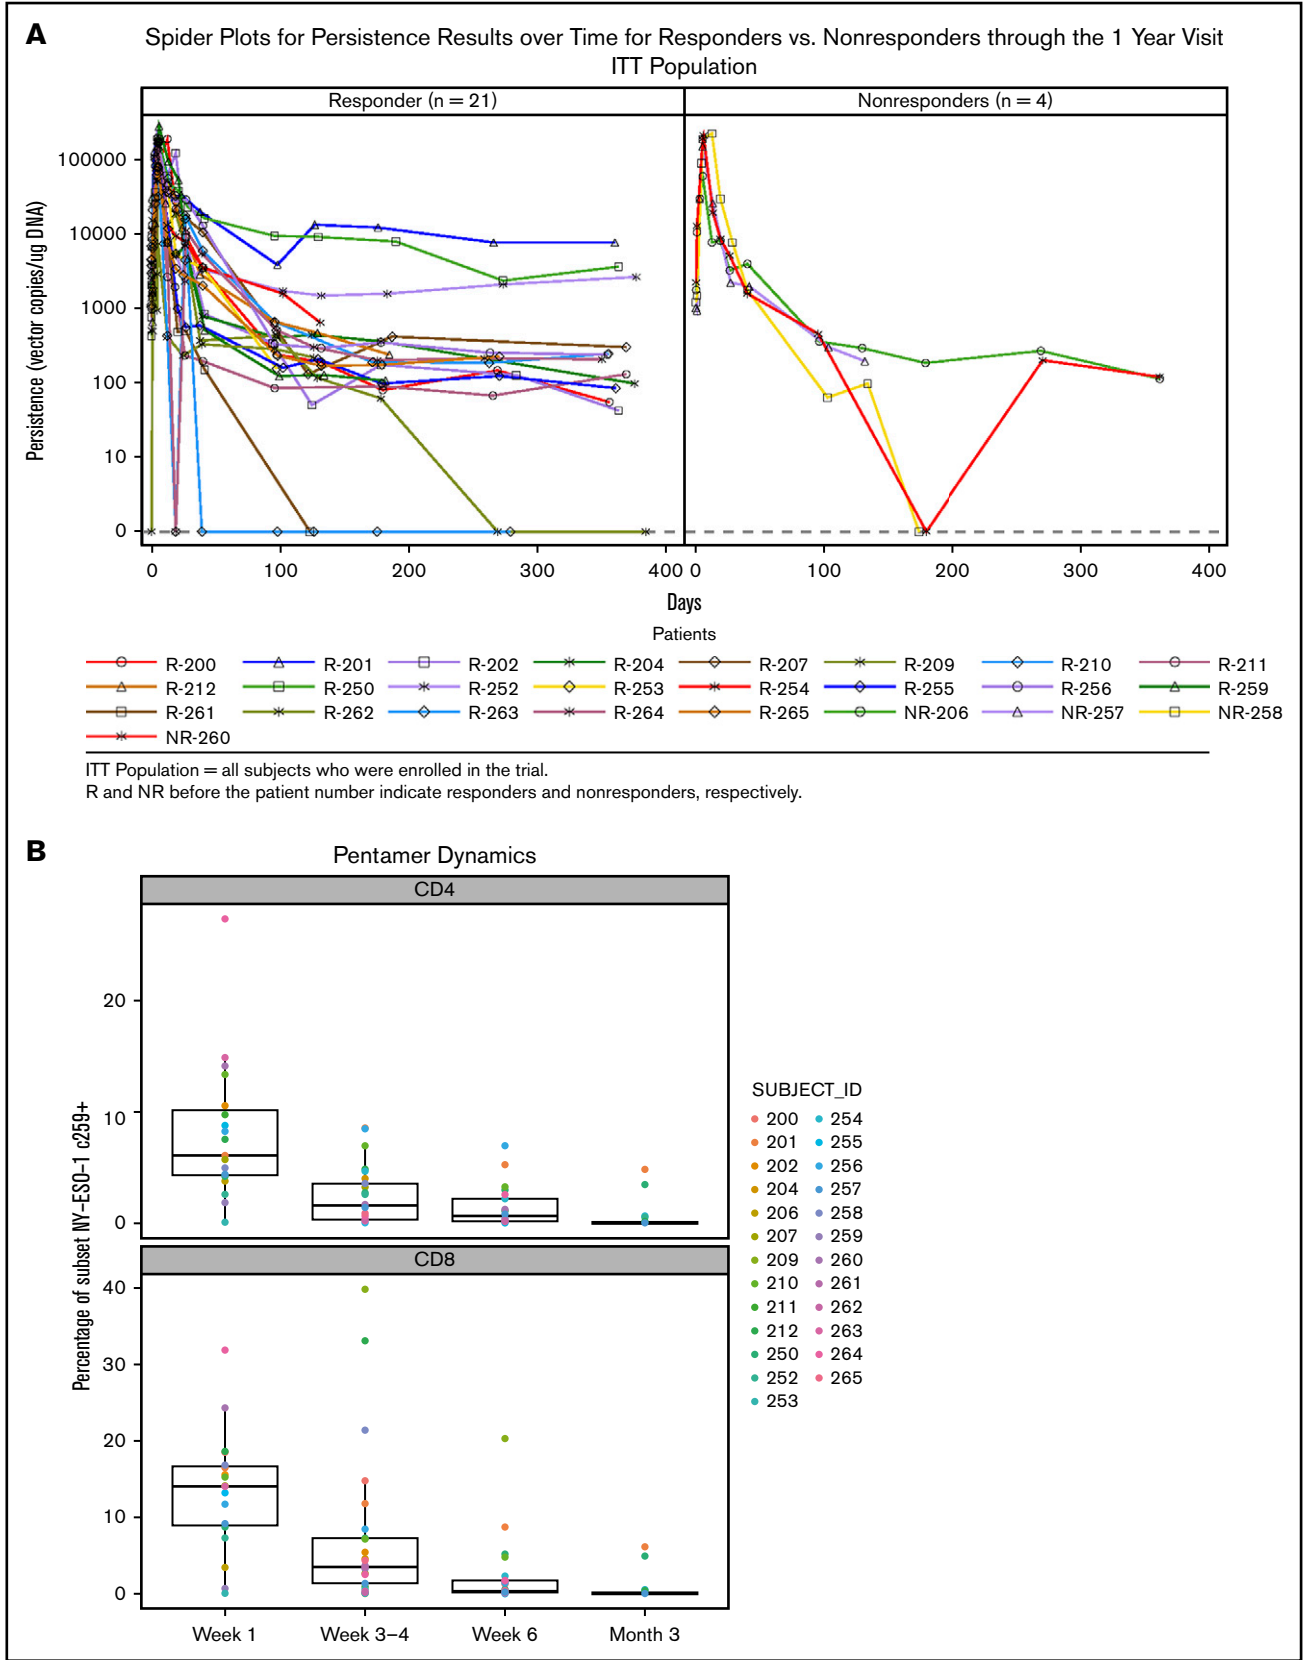 A
Spider Plots for Persistence Results over Time for Responders vs. Nonresponders through the 1 Year Visit
ITT Population
Responder (n = 21)
Nonresponders (n = 4)
Persistence (vector copies/ug DNA)
100000
10000
1000
100
10
0
0 100 200 300 400 0 100 200 300 400
Days
Patients
R-200 R-201 R-202 R-204 R-207 R-209 R-210 R-211
R-212 R-250 R-252 R-253 R-254 R-255 R-256 R-259
R-261 R-262 R-263 R-264 R-265 NR-206 NR-257 NR-258
NR-260
ITT Population = all subjects who were enrolled in the trial.
R and NR before the patient number indicate responders and nonresponders, respectively.
B
Pentamer Dynamics
CD4
Percentage of subset NY–ESO–1 c259+
20
10
0
CD8
40
30
20
10
0
Week 1 Week 3–4 Week 6 Month 3
SUBJECT_ID
200 254
201 255
202 256
204 257
206 258
207 259
209 260
210 261
211 262
212 263
250 264
252 265
253